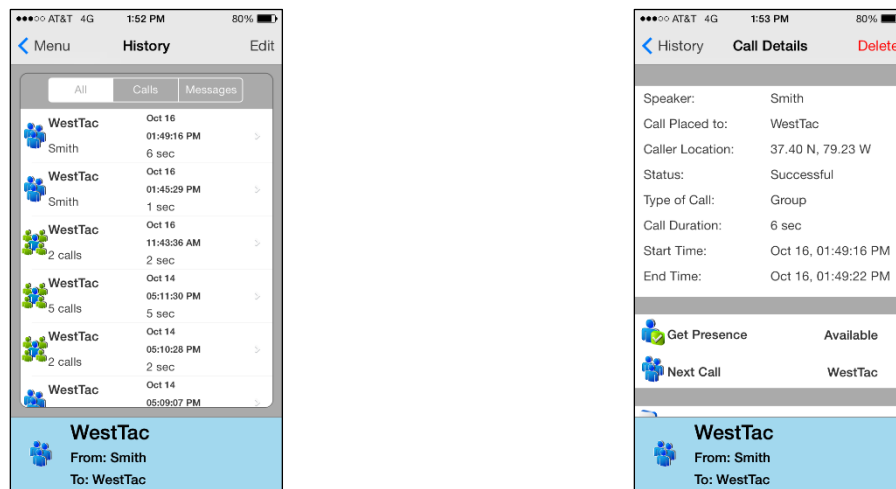 AT&T 4G 1:52 PM 80%
Menu History Edit
All Calls Messages
WestTac Oct 16
01:49:16 PM
Smith 6 sec
WestTac Oct 16
01:45:29 PM
Smith 1 sec
WestTac Oct 16
11:43:36 AM
2 calls 2 sec
WestTac Oct 14
05:11:30 PM
5 calls 5 sec
WestTac Oct 14
05:10:28 PM
2 calls 2 sec
WestTac Oct 14
05:09:07 PM
WestTac
From: Smith
To: WestTac
AT&T 4G 1:53 PM 80%
History Call Details Delete
Speaker: Smith
Call Placed to: WestTac
Caller Location: 37.40 N, 79.23 W
Status: Successful
Type of Call: Group
Call Duration: 6 sec
Start Time: Oct 16, 01:49:16 PM
End Time: Oct 16, 01:49:22 PM
Get Presence Available
Next Call WestTac
WestTac
From: Smith
To: WestTac